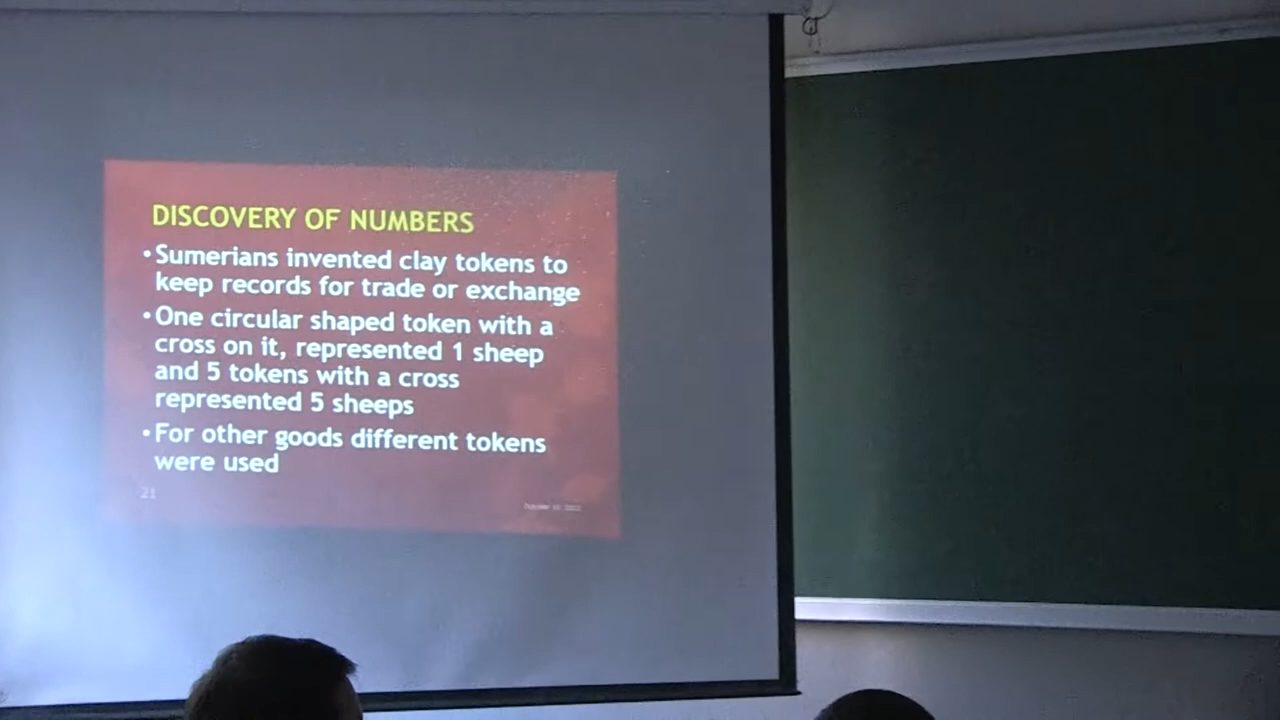 DISCOVERY OF NUMBERS
• Sumerians invented clay tokens to
keep records for trade or exchange
• One circular shaped token with a
cross on it, represented 1 sheep
and 5 tokens with a cross
represented 5 sheeps
• For other goods different tokens
were used
21